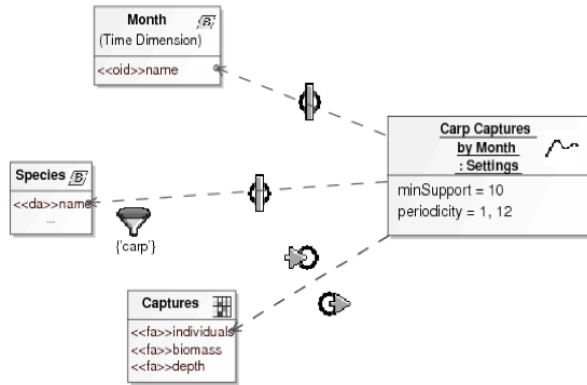 Month
(Time Dimension)
<<oid>>name
Carp Captures
by Month
: Settings
minSupport = 10
periodicity = 1, 12
Species
<<da>>name
...
{'carp'}
Captures
<<fa>>individuals
<<fa>>biomass
<<fa>>depth